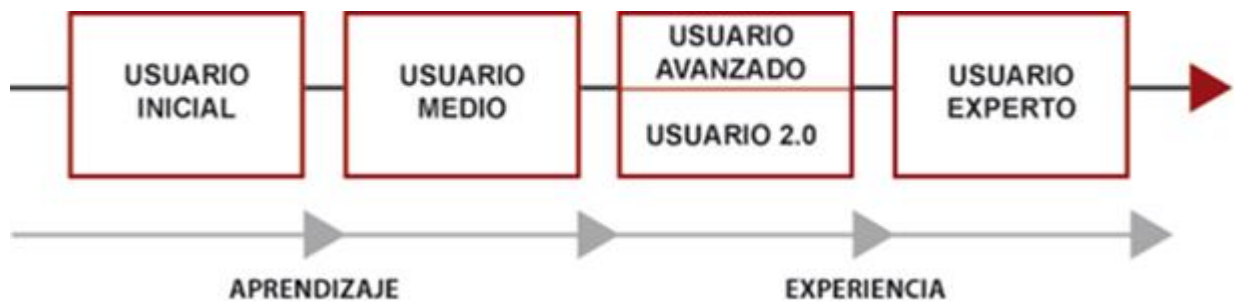 USUARIO
INICIAL
USUARIO
MEDIO
USUARIO
AVANZADO
USUARIO 2.0
USUARIO
EXPERTO
APRENDIZAJE
EXPERIENCIA